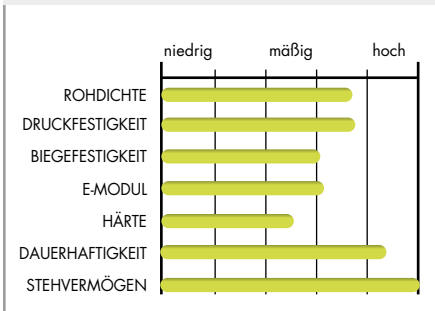 niedrig mäßig hoch
ROHDICHTE
DRUCKFESTIGKEIT
BIEGEFESTIGKEIT
E-MODUL
HÄRTE
DAUERHAFTIGKEIT
STEHVERMÖGEN